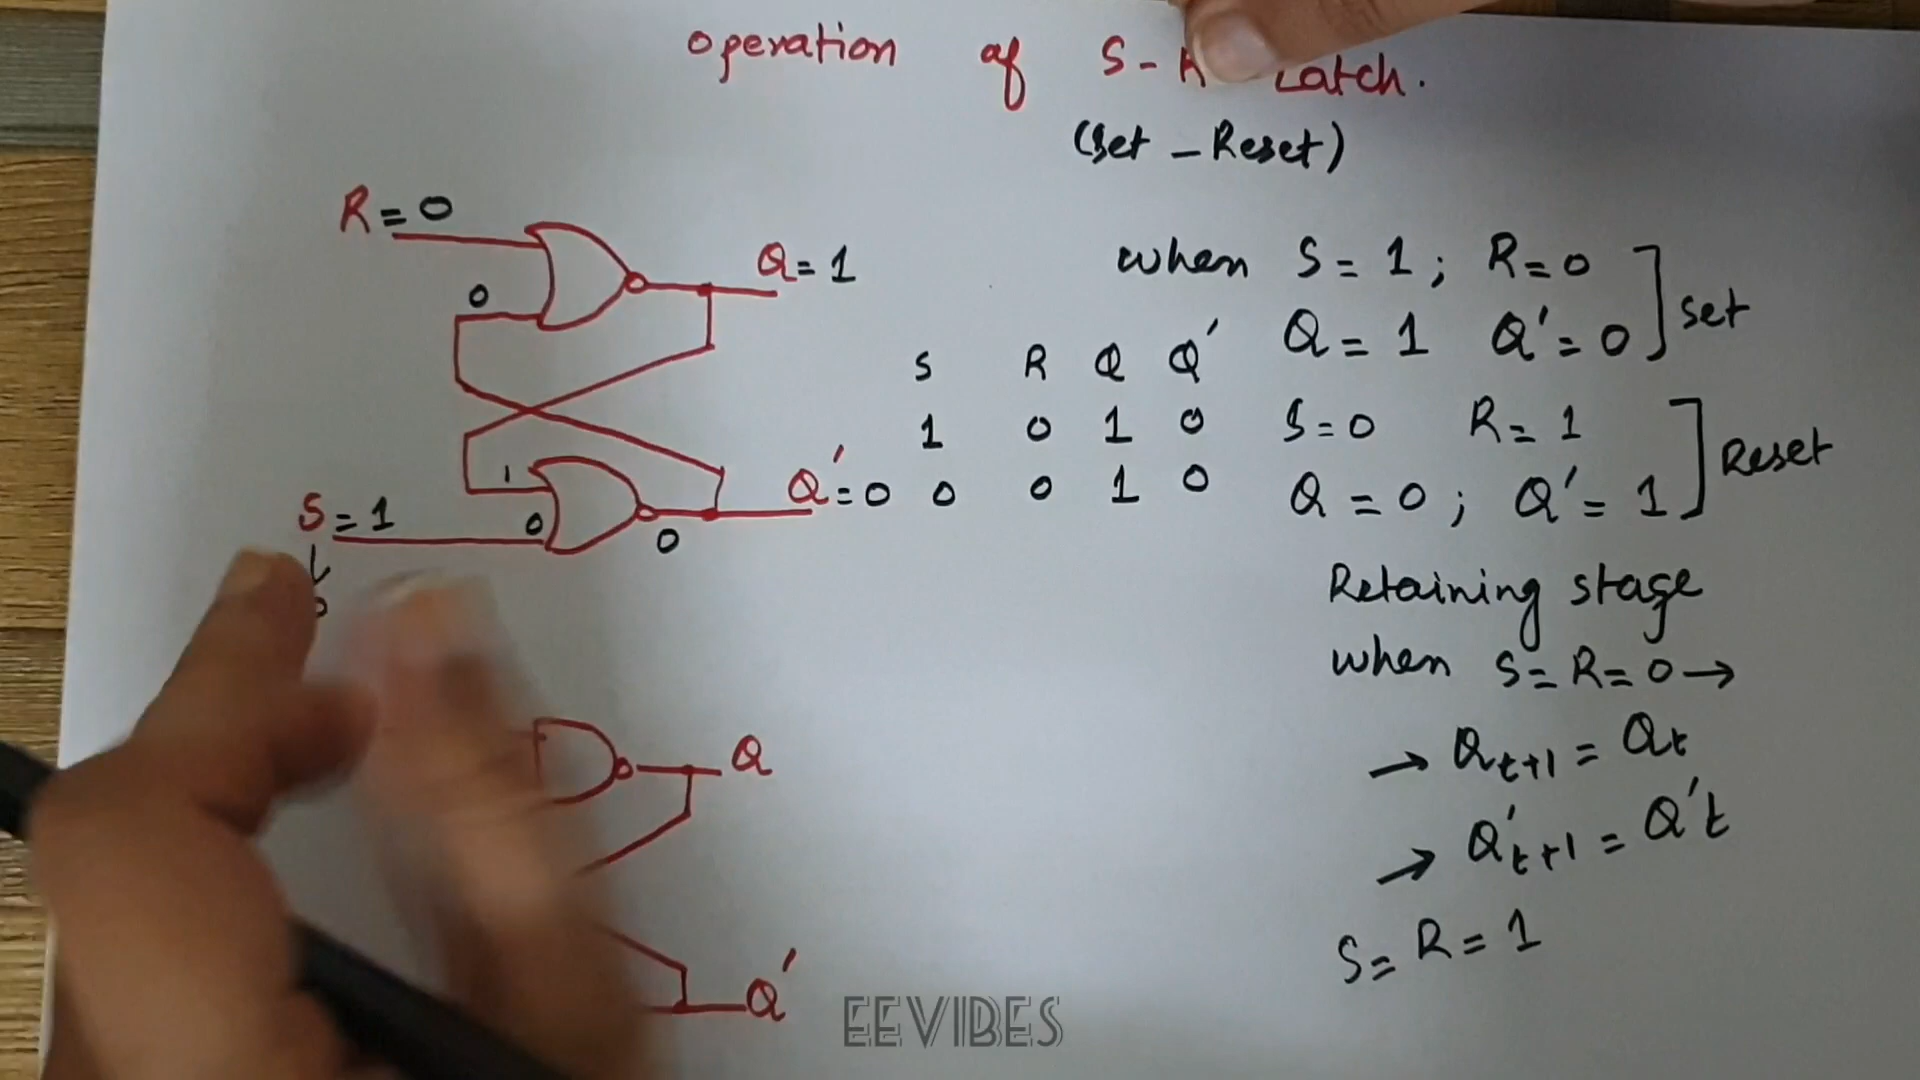 operation of S-R Latch.
(Set - Reset)
R = 0
0
Q = 1
1
S = 1
0
0
Q' = 0
S R Q Q'
1 0 1 0
0 0 1 0
when S = 1 ; R = 0
Q = 1 Q' = 0
] set
S = 0 R = 1
Q = 0 ; Q' = 1
] Reset
Retaining stage
when S = R = 0 →
→ Qt+1 = Qt
→ Q't+1 = Q't
S = R = 1
Q
Q'
EEVIBES